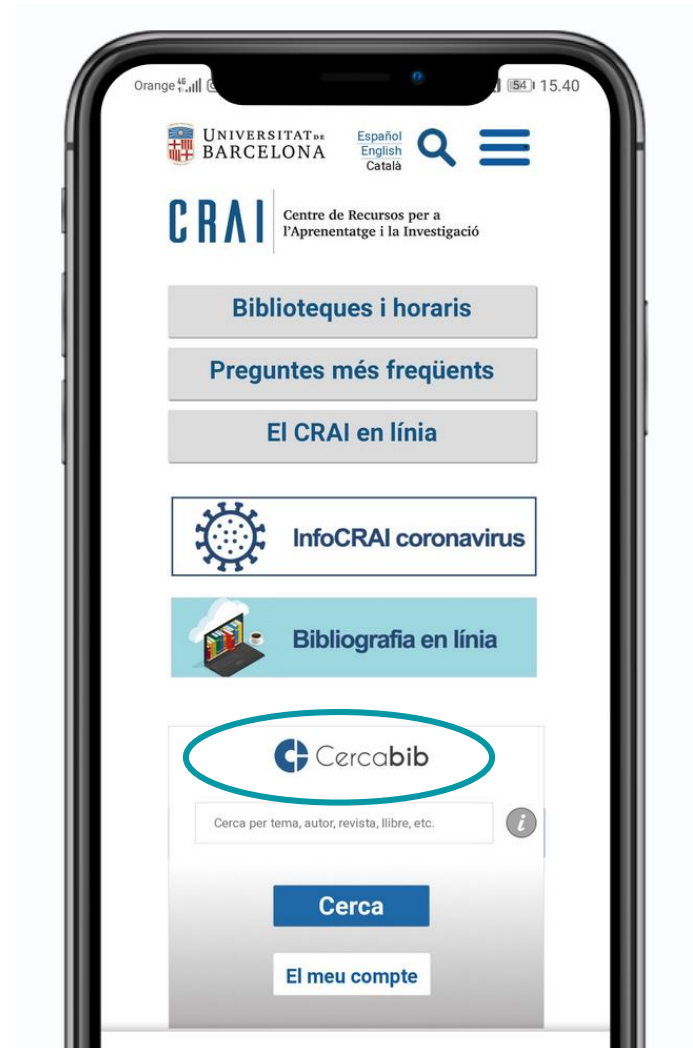 Orange 4G 54 15.40
UNIVERSITAT DE
BARCELONA
Español
English
Català
CRAI
Centre de Recursos per a
l'Aprenentatge i la Investigació
Biblioteques i horaris
Preguntes més freqüents
El CRAI en línia
InfoCRAI coronavirus
Bibliografia en línia
Cercabib
Cerca per tema, autor, revista, llibre, etc.
i
Cerca
El meu compte